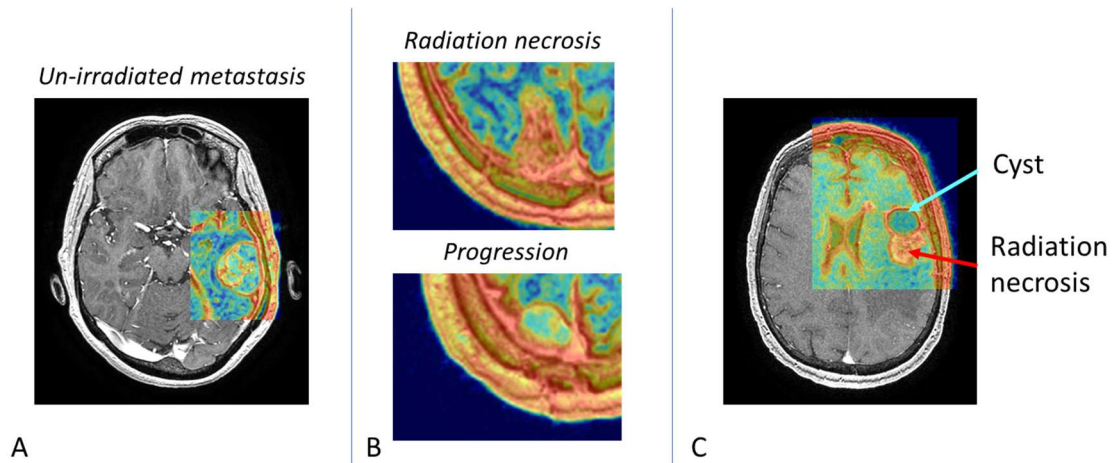 Un-irradiated metastasis
A
Radiation necrosis
Progression
B
Cyst
Radiation
necrosis
C